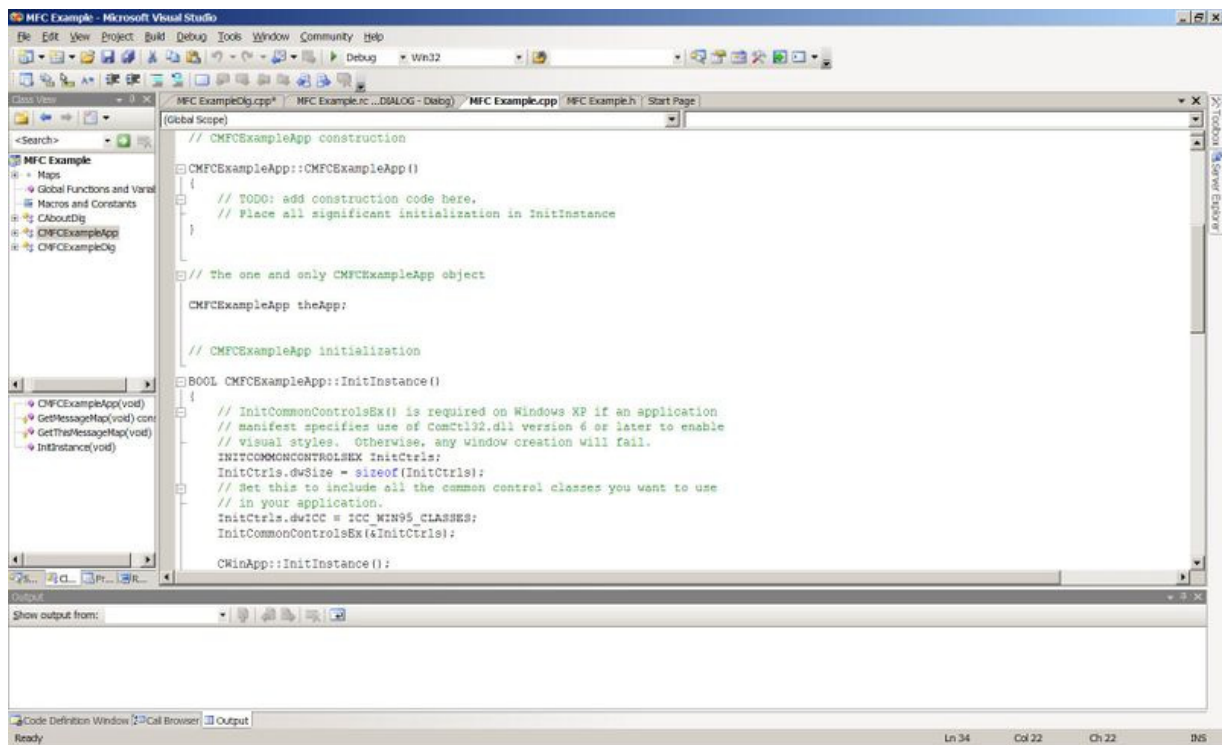 MFC Example - Microsoft Visual Studio
File Edit View Project Build Debug Tools Window Community Help
Debug Win32
Class View
MFC ExampleDlg.cpp* MFC Example.rc ...DIALOG - Dialog) MFC Example.cpp MFC Example.h Start Page
(Global Scope)
<Search>
MFC Example
Maps
Global Functions and Variab
Macros and Constants
CAboutDlg
CMFCExampleApp
CMFCExampleDlg
CMFCExampleApp(void)
GetMessageMap(void) cons
GetThisMessageMap(void)
InitInstance(void)
S... Cl... Pr... R...
// CMFCExampleApp construction
CMFCExampleApp::CMFCExampleApp()
{
// TODO: add construction code here,
// Place all significant initialization in InitInstance
}
// The one and only CMFCExampleApp object
CMFCExampleApp theApp;
// CMFCExampleApp initialization
BOOL CMFCExampleApp::InitInstance()
{
// InitCommonControlsEx() is required on Windows XP if an application
// manifest specifies use of ComCtl32.dll version 6 or later to enable
// visual styles.  Otherwise, any window creation will fail.
INITCOMMONCONTROLSEX InitCtrls;
InitCtrls.dwSize = sizeof(InitCtrls);
// Set this to include all the common control classes you want to use
// in your application.
InitCtrls.dwICC = ICC_WIN95_CLASSES;
InitCommonControlsEx(&InitCtrls);
CWinApp::InitInstance();
Toolbox
Server Explorer
Output
Show output from:
Code Definition Window Call Browser Output
Ready Ln 34 Col 22 Ch 22 INS